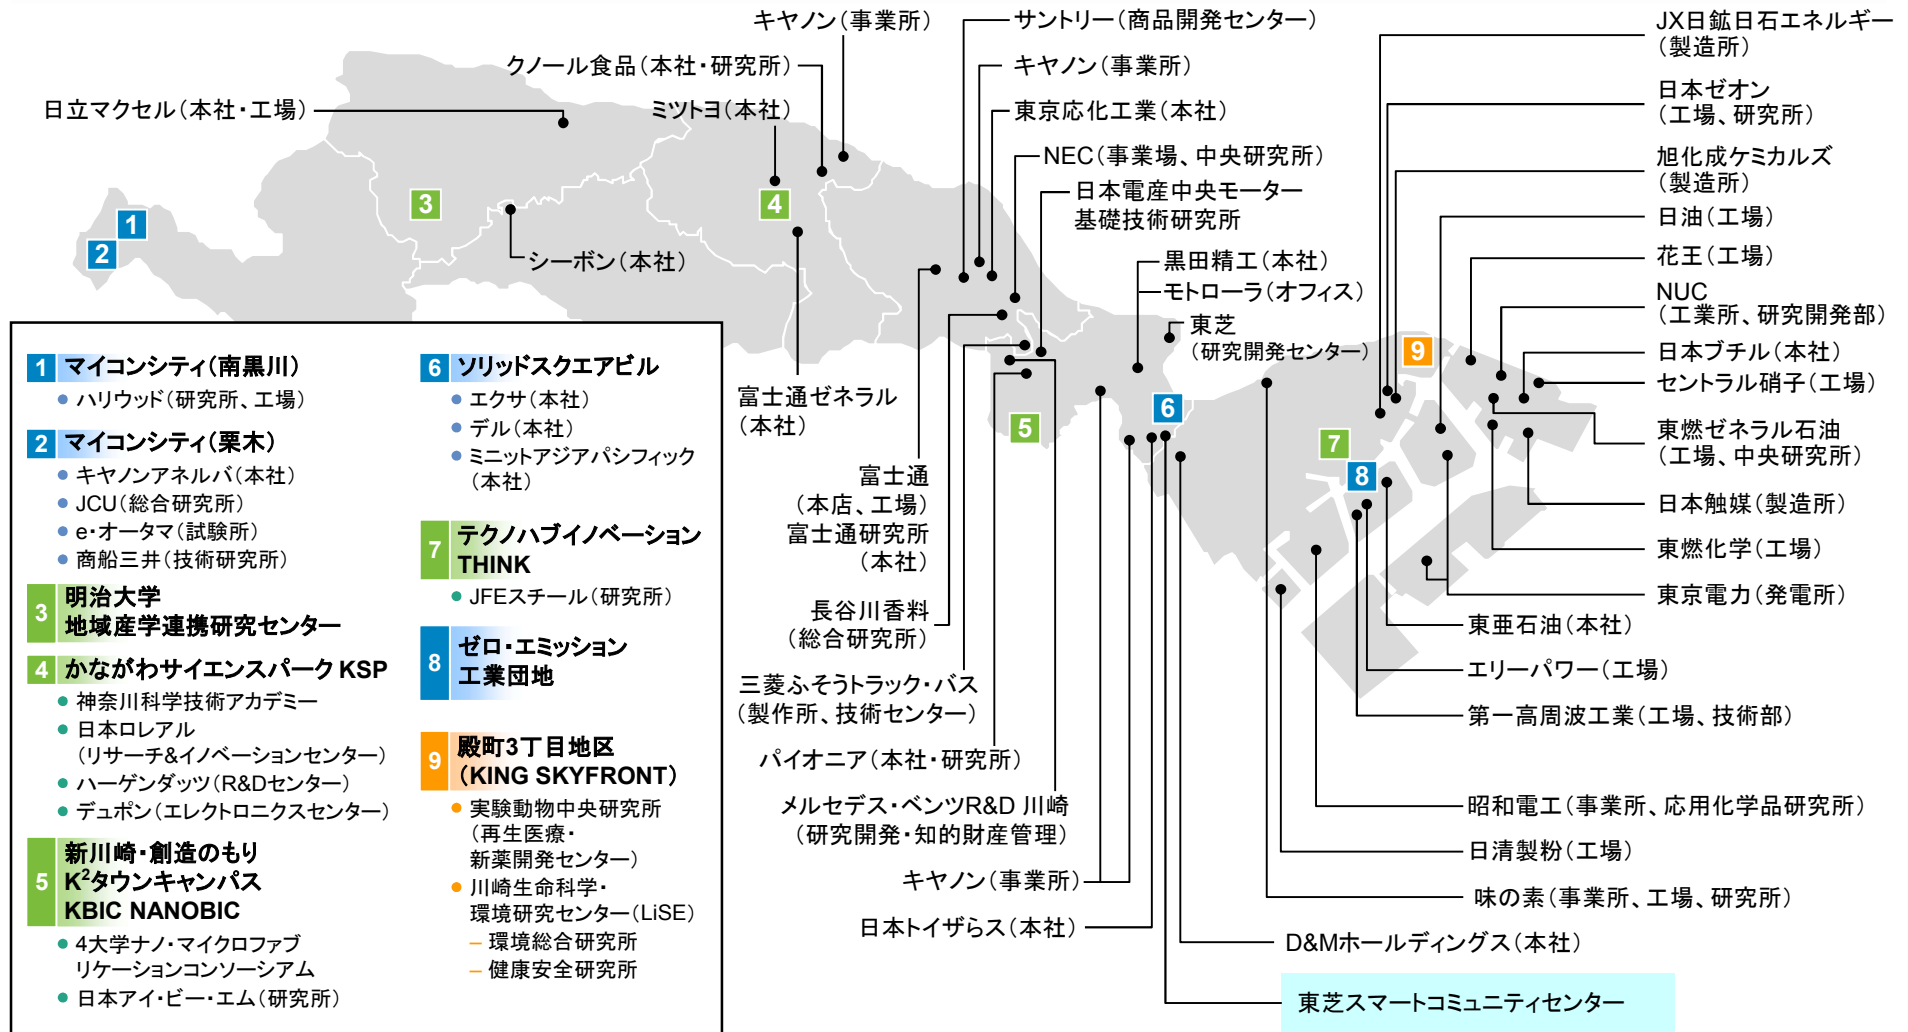 キヤノン（事業所）
クノール食品（本社・研究所）
日立マクセル（本社・工場）
ミツトヨ（本社）
サントリー（商品開発センター）
キヤノン（事業所）
東京応化工業（本社）
NEC（事業場、中央研究所）
日本電産中央モーター
基礎技術研究所
黒田精工（本社）
モトローラ（オフィス）
東芝
（研究開発センター）
JX日鉱日石エネルギー
（製造所）
日本ゼオン
（工場、研究所）
旭化成ケミカルズ
（製造所）
日油（工場）
花王（工場）
NUC
（工業所、研究開発部）
日本ブチル（本社）
セントラル硝子（工場）
東燃ゼネラル石油
（工場、中央研究所）
日本触媒（製造所）
東燃化学（工場）
東京電力（発電所）
東亜石油（本社）
エリーパワー（工場）
第一高周波工業（工場、技術部）
昭和電工（事業所、応用化学品研究所）
日清製粉（工場）
味の素（事業所、工場、研究所）
D&Mホールディングス（本社）
東芝スマートコミュニティセンター
シーボン（本社）
富士通ゼネラル
（本社）
富士通
（本店、工場）
富士通研究所
（本社）
長谷川香料
（総合研究所）
三菱ふそうトラック・バス
（製作所、技術センター）
パイオニア（本社・研究所）
メルセデス・ベンツR&D 川崎
（研究開発・知的財産管理）
キヤノン（事業所）
日本トイザらス（本社）
1
2
3
4
5
6
7
8
9
1 マイコンシティ（南黒川）
● ハリウッド（研究所、工場）
2 マイコンシティ（栗木）
● キヤノンアネルバ（本社）
● JCU（総合研究所）
● e・オータマ（試験所）
● 商船三井（技術研究所）
3 明治大学
地域産学連携研究センター
4 かながわサイエンスパーク KSP
● 神奈川科学技術アカデミー
● 日本ロレアル
（リサーチ&イノベーションセンター）
● ハーゲンダッツ（R&Dセンター）
● デュポン（エレクトロニクスセンター）
5 新川崎・創造のもり
K²タウンキャンパス
KBIC NANOBIC
● 4大学ナノ・マイクロファブ
リケーションコンソーシアム
● 日本アイ・ビー・エム（研究所）
6 ソリッドスクエアビル
● エクサ（本社）
● デル（本社）
● ミニットアジアパシフィック
（本社）
7 テクノハブイノベーション
THINK
● JFEスチール（研究所）
8 ゼロ・エミッション
工業団地
9 殿町3丁目地区
（KING SKYFRONT）
● 実験動物中央研究所
（再生医療・
新薬開発センター）
● 川崎生命科学・
環境研究センター（LiSE）
– 環境総合研究所
– 健康安全研究所